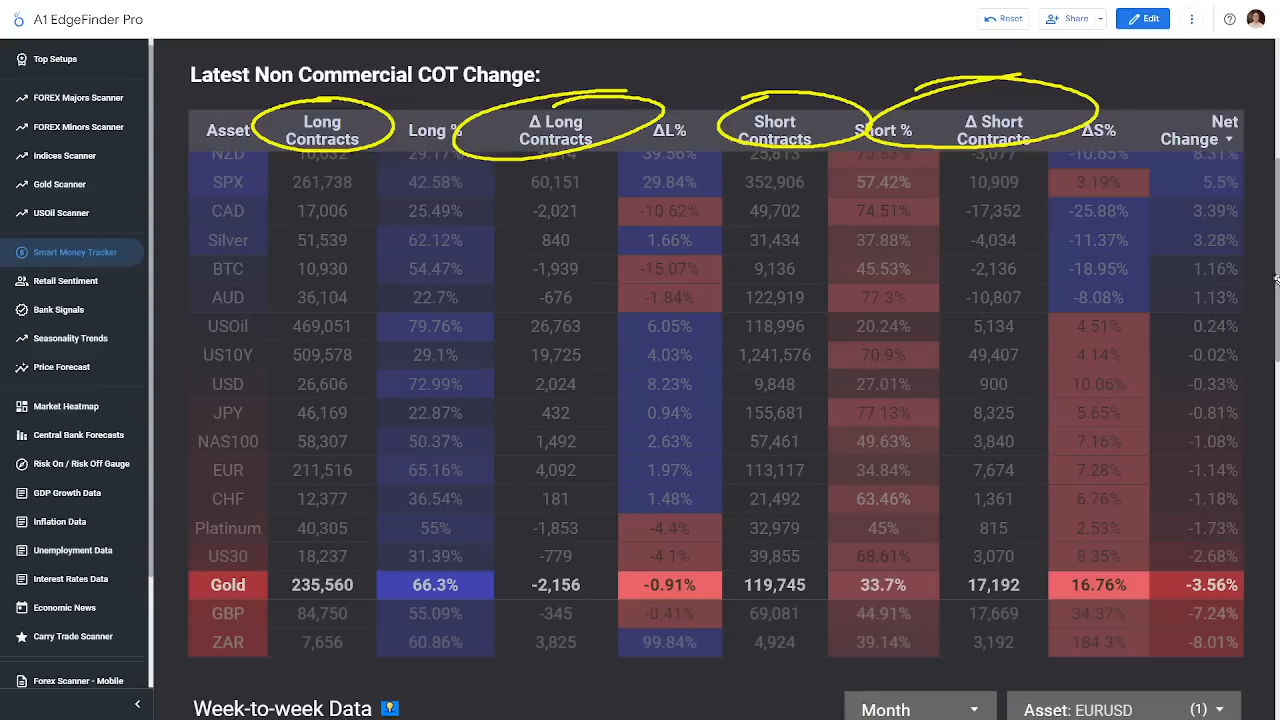 A1 EdgeFinder Pro
Reset
Share
Edit
Top Setups
FOREX Majors Scanner
FOREX Minors Scanner
Indices Scanner
Gold Scanner
USOil Scanner
Smart Money Tracker
Retail Sentiment
Bank Signals
Seasonality Trends
Price Forecast
Market Heatmap
Central Bank Forecasts
Risk On / Risk Off Gauge
GDP Growth Data
Inflation Data
Unemployment Data
Interest Rates Data
Economic News
Carry Trade Scanner
Forex Scanner - Mobile
Latest Non Commercial COT Change:
Asset Long Contracts Long % Δ Long Contracts ΔL% Short Contracts Short % Δ Short Contracts ΔS% Net Change
NZD 29.17% 39.56% 25,813 70.83% -3,077 -10.65% 8.31%
SPX 261,738 42.58% 60,151 29.84% 352,906 57.42% 10,909 3.19% 5.5%
CAD 17,006 25.49% -2,021 -10.62% 49,702 74.51% -17,352 -25.88% 3.39%
Silver 51,539 62.12% 840 1.66% 31,434 37.88% -4,034 -11.37% 3.28%
BTC 10,930 54.47% -1,939 -15.07% 9,136 45.53% -2,136 -18.95% 1.16%
AUD 36,104 22.7% -676 -1.84% 122,919 77.3% -10,807 -8.08% 1.13%
USOil 469,051 79.76% 26,763 6.05% 118,996 20.24% 5,134 4.51% 0.24%
US10Y 509,578 29.1% 19,725 4.03% 1,241,576 70.9% 49,407 4.14% -0.02%
USD 26,606 72.99% 2,024 8.23% 9,848 27.01% 900 10.06% -0.33%
JPY 46,169 22.87% 432 0.94% 155,681 77.13% 8,325 5.65% -0.81%
NAS100 58,307 50.37% 1,492 2.63% 57,461 49.63% 3,840 7.16% -1.08%
EUR 211,516 65.16% 4,092 1.97% 113,117 34.84% 7,674 7.28% -1.14%
CHF 12,377 36.54% 181 1.48% 21,492 63.46% 1,361 6.76% -1.18%
Platinum 40,305 55% -1,853 -4.4% 32,979 45% 815 2.53% -1.73%
US30 18,237 31.39% -779 -4.1% 39,855 68.61% 3,070 8.35% -2.68%
Gold 235,560 66.3% -2,156 -0.91% 119,745 33.7% 17,192 16.76% -3.56%
GBP 84,750 55.09% -345 -0.41% 69,081 44.91% 17,669 34.37% -7.24%
ZAR 7,656 60.86% 3,825 99.84% 4,924 39.14% 3,192 184.3% -8.01%
Week-to-week Data
Month
Asset: EURUSD (1)